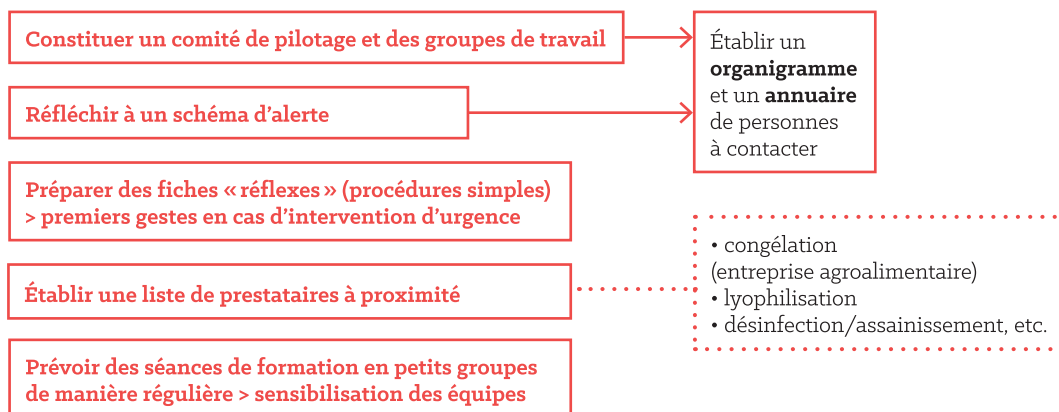 Constituer un comité de pilotage et des groupes de travail
Réfléchir à un schéma d’alerte
Établir un
organigramme
et un annuaire
de personnes
à contacter
Préparer des fiches « réflexes » (procédures simples)
> premiers gestes en cas d’intervention d’urgence
Établir une liste de prestataires à proximité
• congélation
(entreprise agroalimentaire)
• lyophilisation
• désinfection/assainissement, etc.
Prévoir des séances de formation en petits groupes
de manière régulière > sensibilisation des équipes